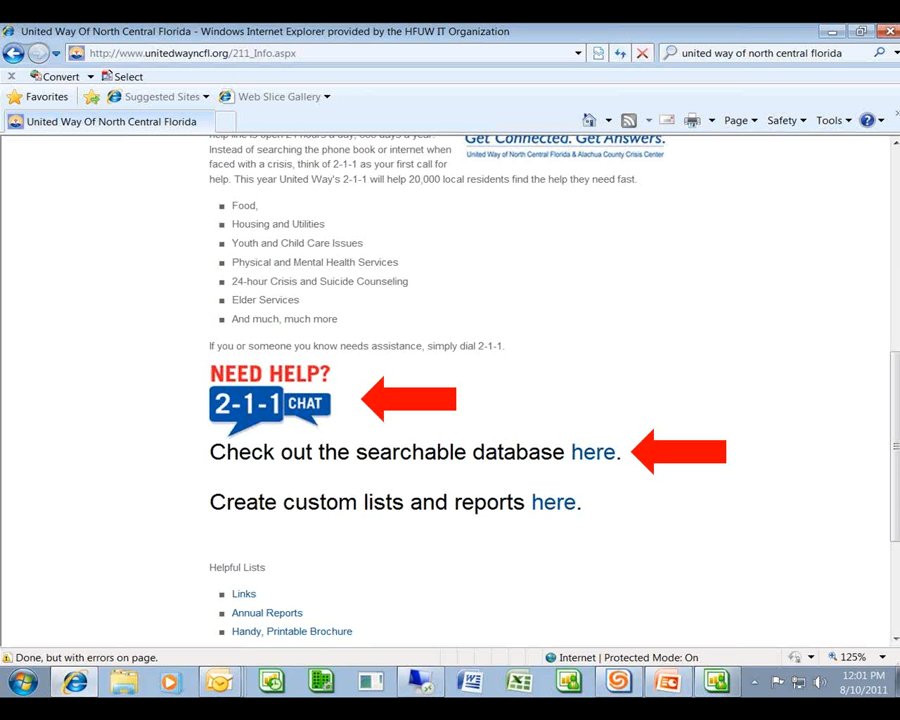 United Way Of North Central Florida - Windows Internet Explorer provided by the HFUW IT Organization
http://www.unitedwayncfl.org/211_Info.aspx
united way of north central florida
x Convert Select
Favorites Suggested Sites Web Slice Gallery
United Way Of North Central Florida
Page Safety Tools
Get Connected. Get Answers.
Instead of searching the phone book or internet when
United Way of North Central Florida & Alachua County Crisis Center
faced with a crisis, think of 2-1-1 as your first call for
help. This year United Way's 2-1-1 will help 20,000 local residents find the help they need fast.
Food,
Housing and Utilities
Youth and Child Care Issues
Physical and Mental Health Services
24-hour Crisis and Suicide Counseling
Elder Services
And much, much more
If you or someone you know needs assistance, simply dial 2-1-1.
NEED HELP?
2-1-1 CHAT
Check out the searchable database here.
Create custom lists and reports here.
Helpful Lists
Links
Annual Reports
Handy, Printable Brochure
Done, but with errors on page.
Internet | Protected Mode: On
125%
12:01 PM
8/10/2011